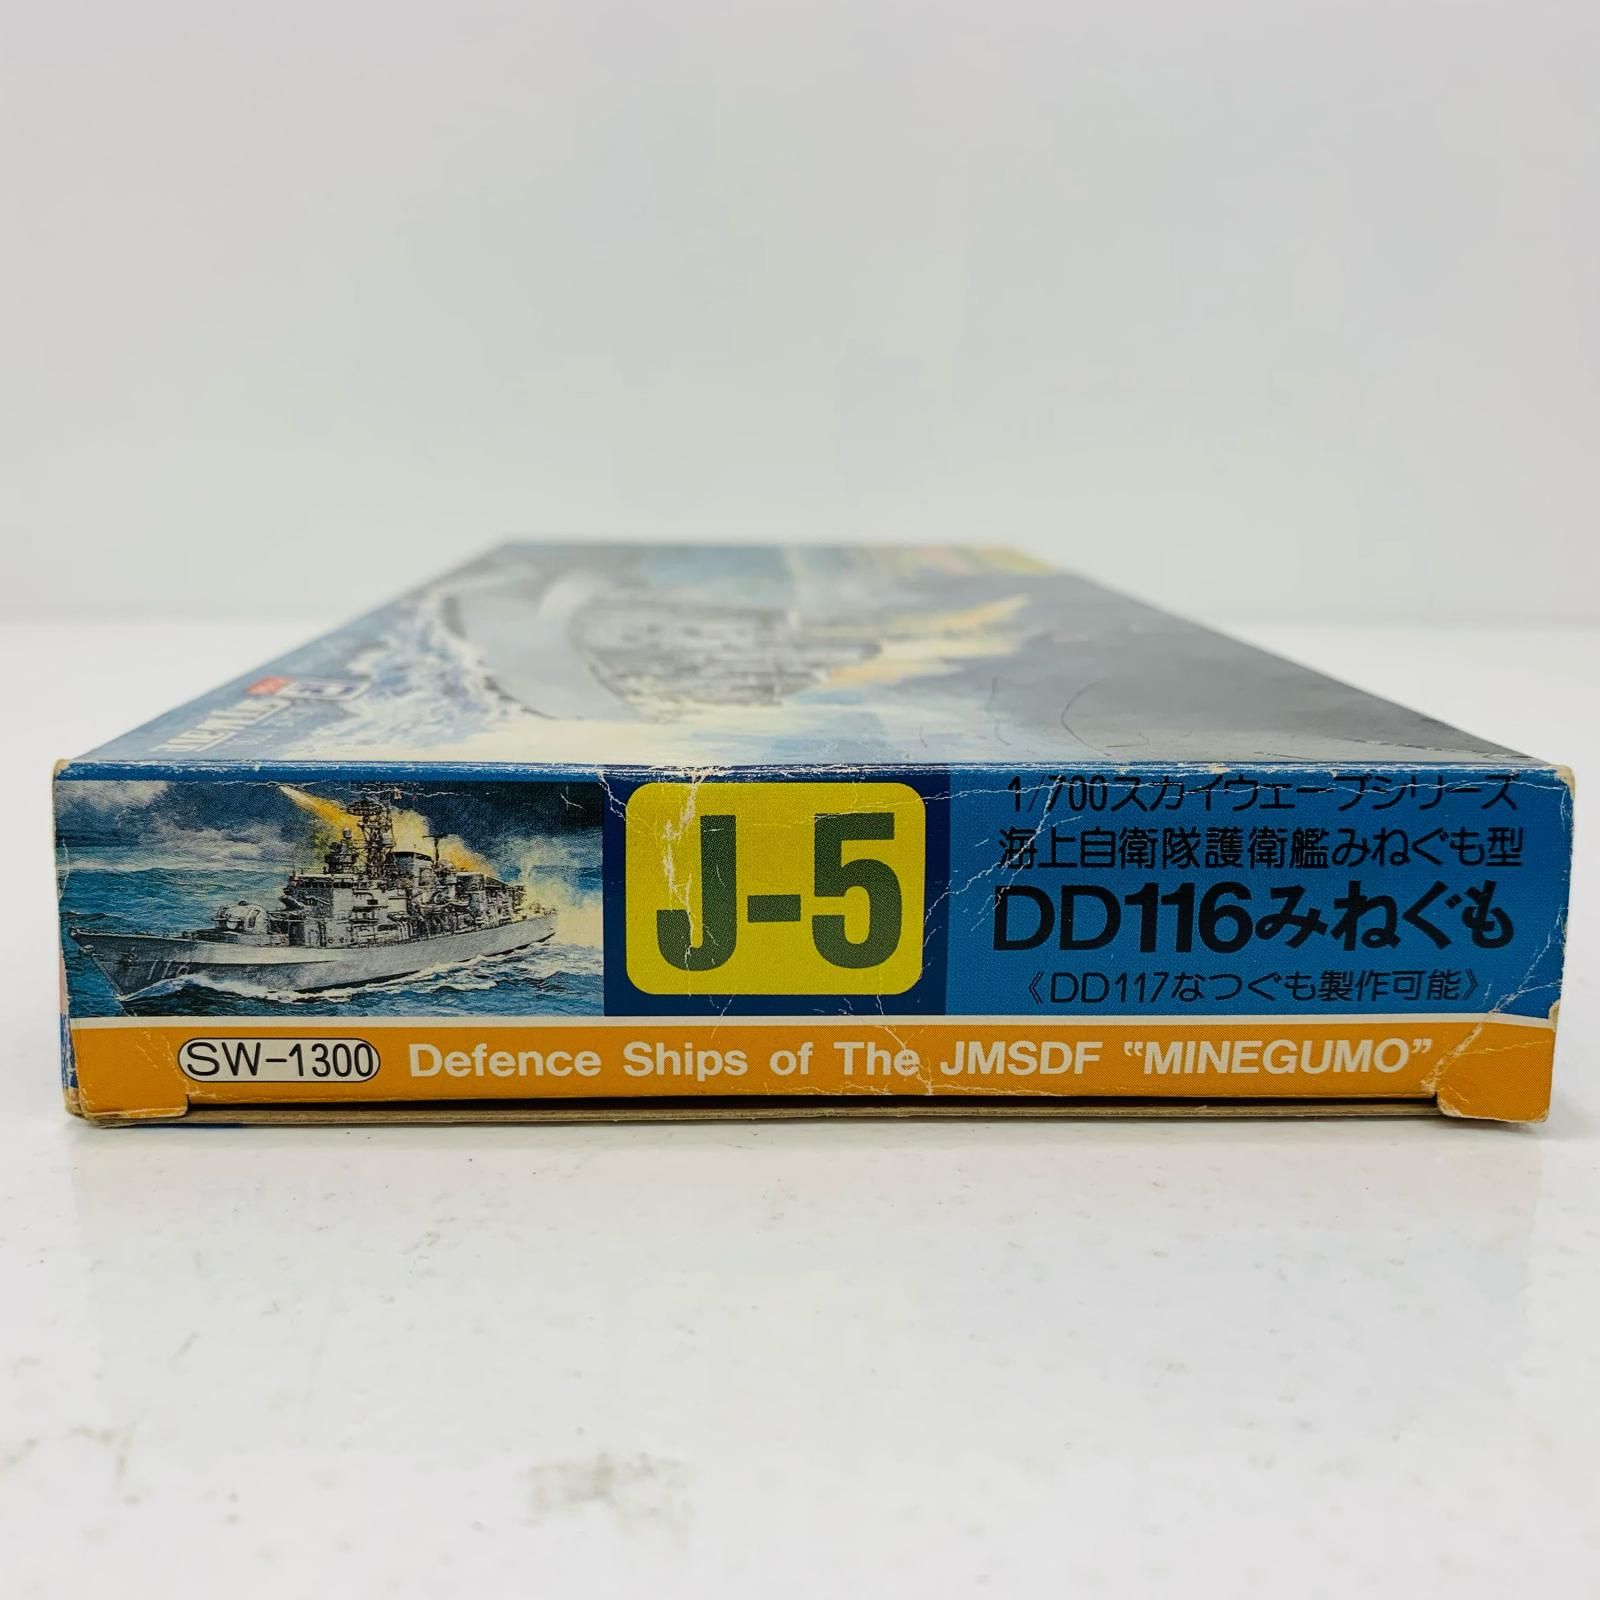 J-5
1/700スカイウェーブシリーズ
海上自衛隊護衛艦みねぐも型
DD116みねぐも
《DD117なつぐも製作可能》
SW-1300 Defence Ships of The JMSDF "MINEGUMO"
116